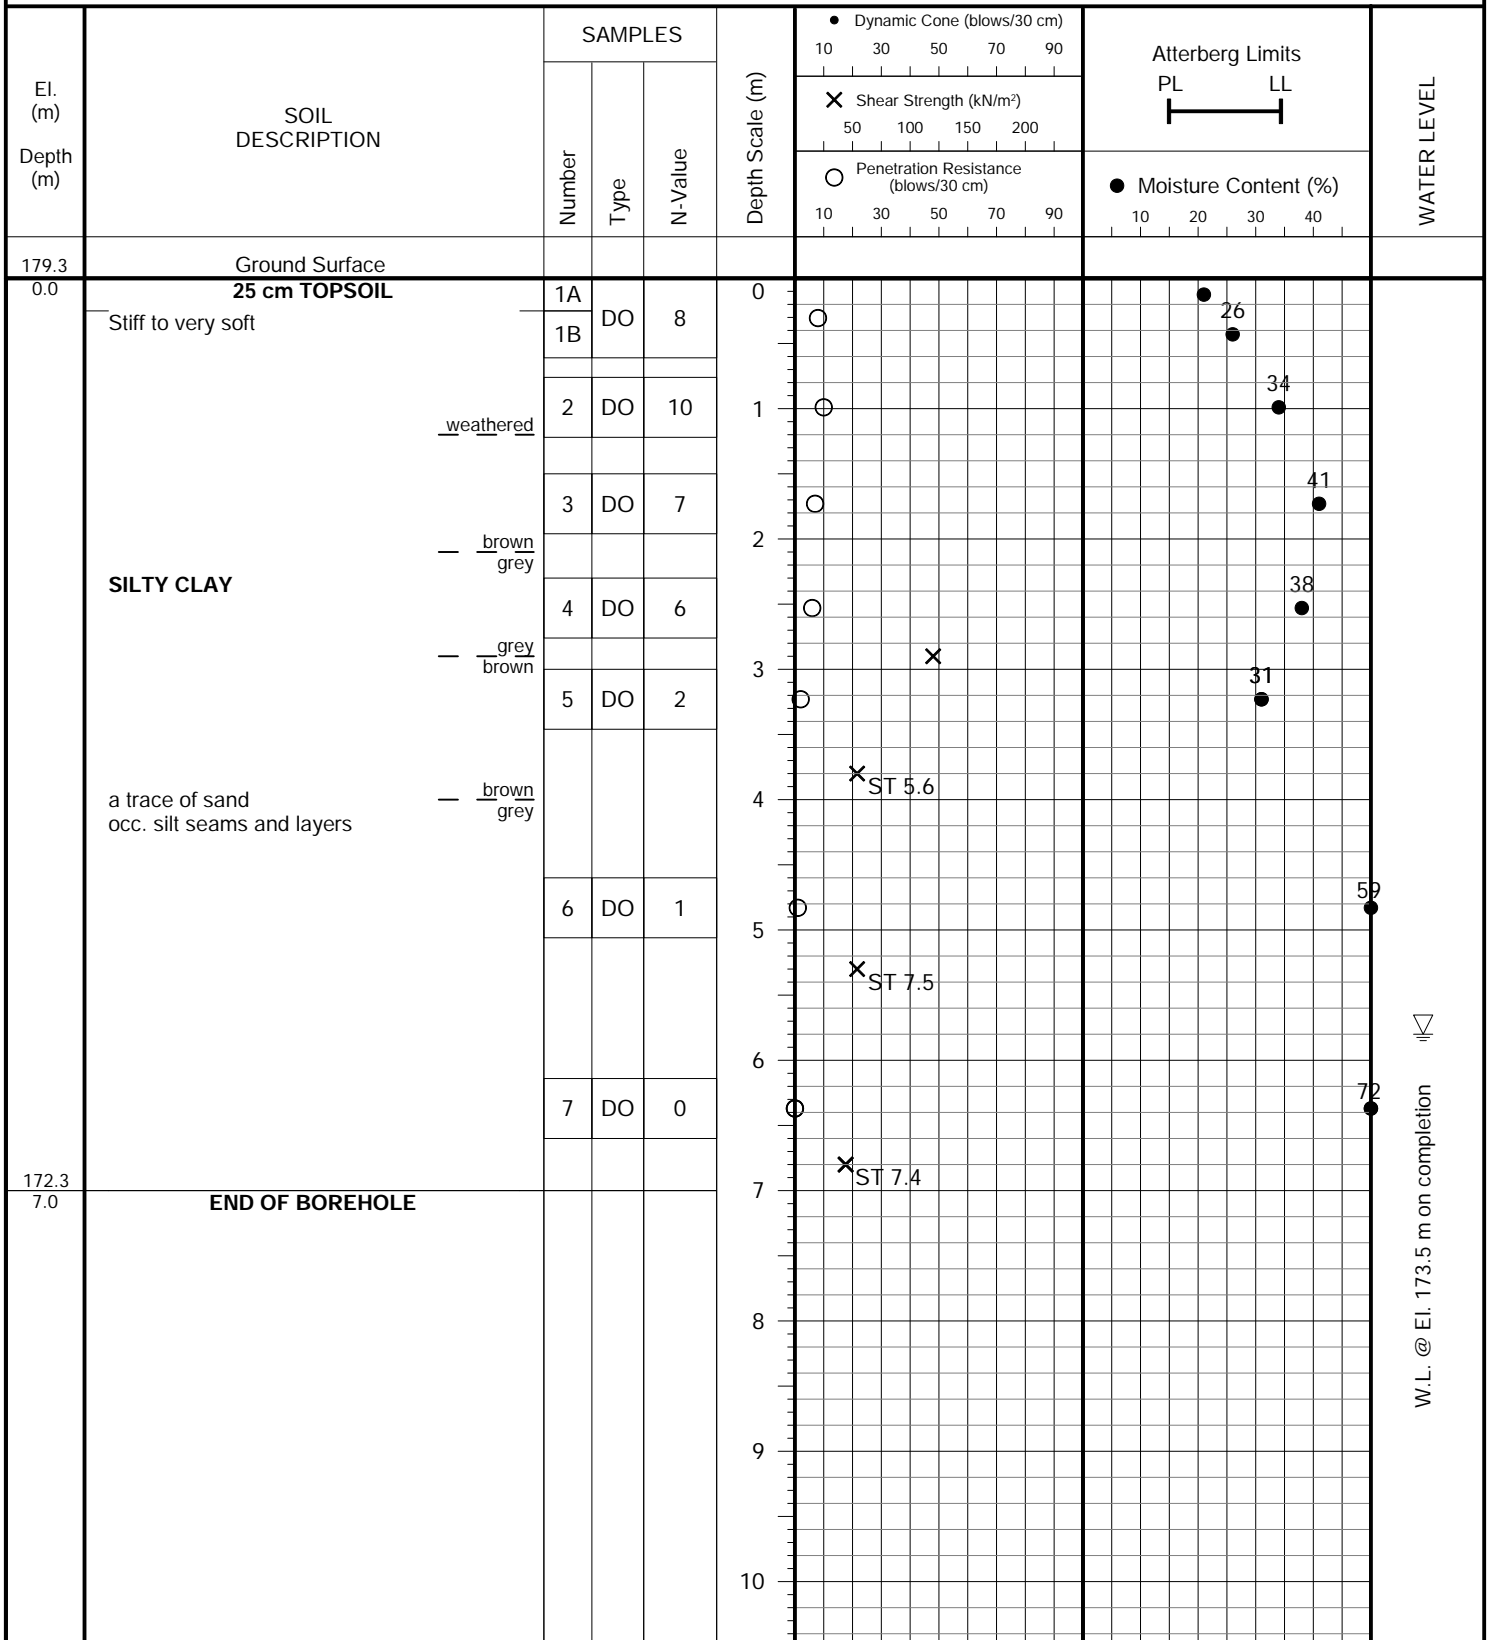 El.
(m)
Depth
(m)
SOIL
DESCRIPTION
SAMPLES
Number
Type
N-Value
Depth Scale (m)
Dynamic Cone (blows/30 cm)
10 30 50 70 90
Shear Strength (kN/m²)
50 100 150 200
Penetration Resistance
(blows/30 cm)
10 30 50 70 90
Atterberg Limits
PL LL
Moisture Content (%)
10 20 30 40
WATER LEVEL
179.3 Ground Surface
0.0 25 cm TOPSOIL 1A 0
Stiff to very soft DO 8 26
1B
34
2 DO 10 1
weathered
41
3 DO 7
brown 2
grey
SILTY CLAY 38
4 DO 6
grey
brown 3 31
5 DO 2
ST 5.6
brown
a trace of sand 4
grey
occ. silt seams and layers
59
6 DO 1
5
ST 7.5
6
72
7 DO 0
172.3 ST 7.4
7
7.0 END OF BOREHOLE
8
9
10
W.L. @ El. 173.5 m on completion